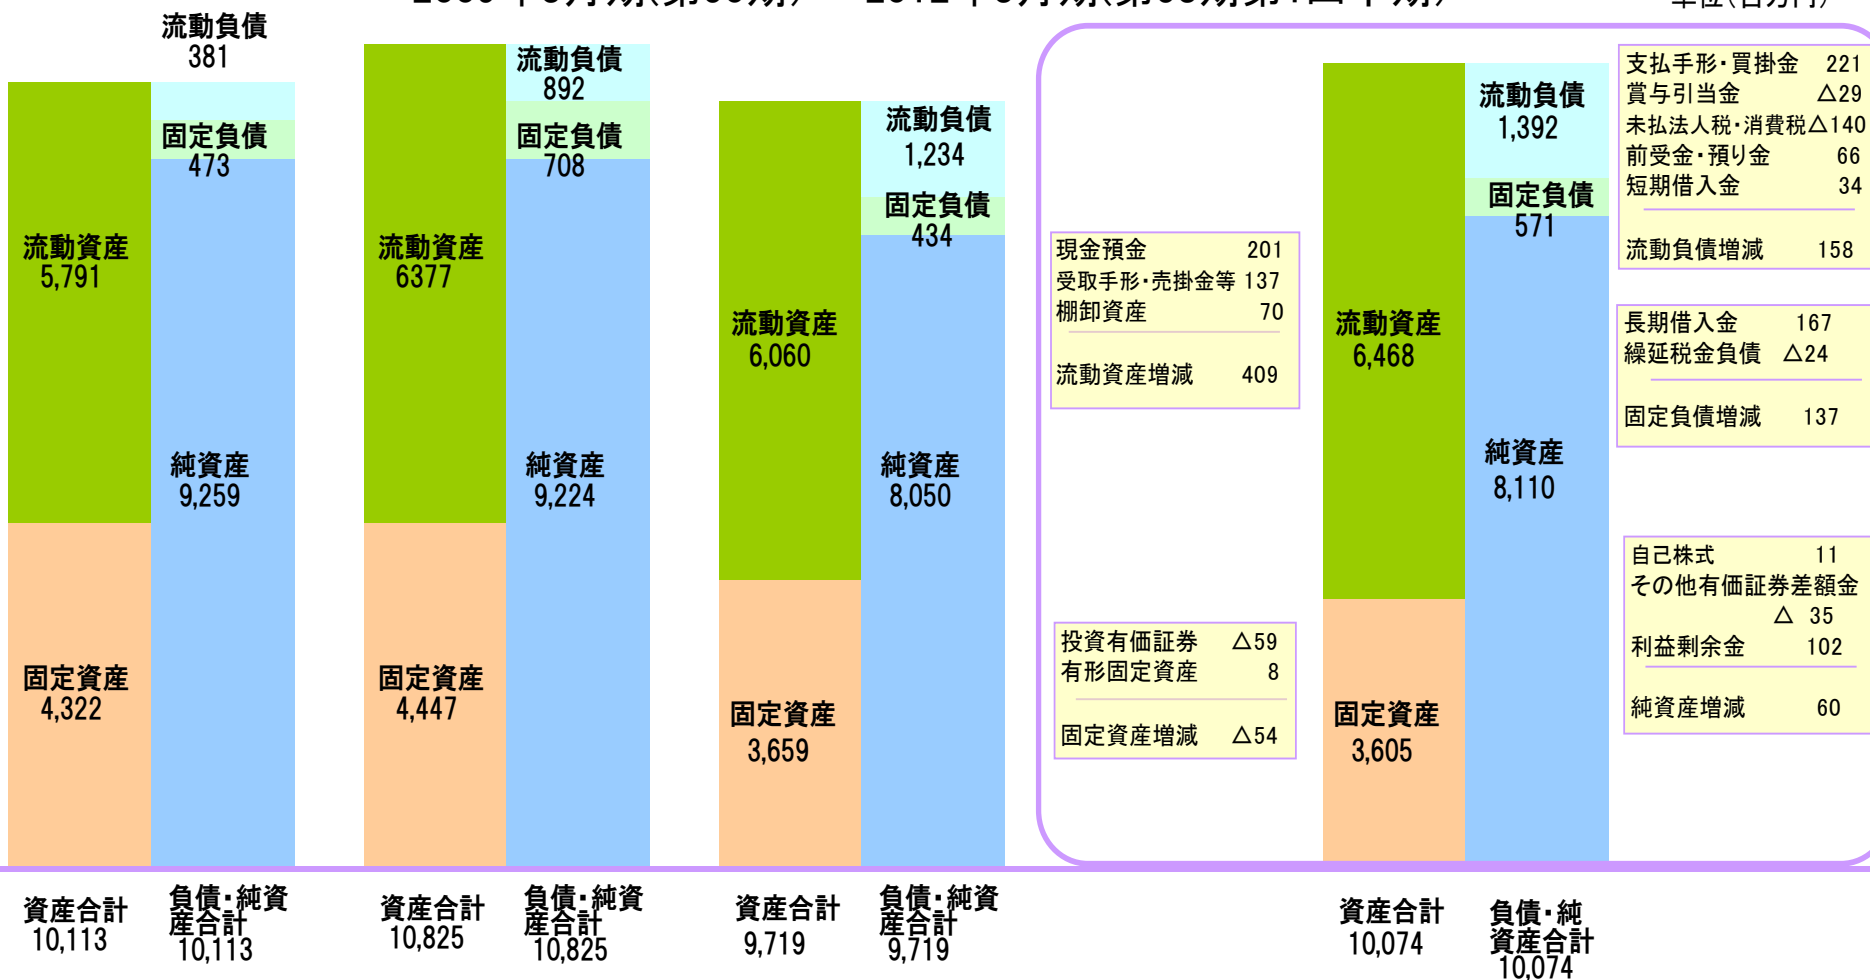 単位(百万円)
流動負債
381
固定負債
473
流動資産
5,791
純資産
9,259
固定資産
4,322
資産合計
10,113
負債・純資
産合計
10,113
流動負債
892
固定負債
708
流動資産
6377
純資産
9,224
固定資産
4,447
資産合計
10,825
負債・純資
産合計
10,825
流動負債
1,234
固定負債
434
流動資産
6,060
純資産
8,050
固定資産
3,659
資産合計
9,719
負債・純資
産合計
9,719
現金預金 201
受取手形・売掛金等 137
棚卸資産 70
流動資産増減 409
投資有価証券 △59
有形固定資産 8
固定資産増減 △54
流動負債
1,392
固定負債
571
流動資産
6,468
純資産
8,110
固定資産
3,605
資産合計
10,074
負債・純
資産合計
10,074
支払手形・買掛金 221
賞与引当金 △29
未払法人税・消費税△140
前受金・預り金 66
短期借入金 34
流動負債増減 158
長期借入金 167
繰延税金負債 △24
固定負債増減 137
自己株式 11
その他有価証券差額金
△ 35
利益剰余金 102
純資産増減 60